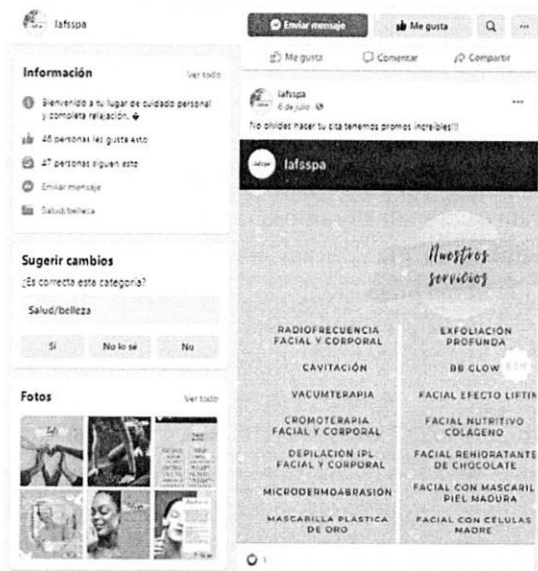 lafsspa
Información
Ver todo
Bienvenido a tu lugar de cuidado personal
y completa relajación.
46 personas les gusta esto
47 personas siguen esto
Enviar mensaje
Salud/belleza
Sugerir cambios
¿Es correcta esta categoría?
Salud/belleza
Sí
No lo sé
No
Fotos
Ver todo
Enviar mensaje
Me gusta
Me gusta
Comentar
Compartir
lafsspa
6 de julio
No olvides hacer tu cita tenemos promos increíbles!!!
lafsspa
Nuestros
servicios
RADIOFRECUENCIA
FACIAL Y CORPORAL
CAVITACIÓN
VACUMTERAPIA
CROMOTERAPIA
FACIAL Y CORPORAL
DEPILACIÓN IPL
FACIAL Y CORPORAL
MICRODERMOABRASIÓN
MASCARILLA PLÁSTICA
DE ORO
EXFOLIACIÓN
PROFUNDA
BB GLOW
FACIAL EFECTO LIFTIN
FACIAL NUTRITIVO
COLÁGENO
FACIAL REHIDRATANTE
DE CHOCOLATE
FACIAL CON MASCARIL
PIEL MADURA
FACIAL CON CÉLULAS
MADRE
1